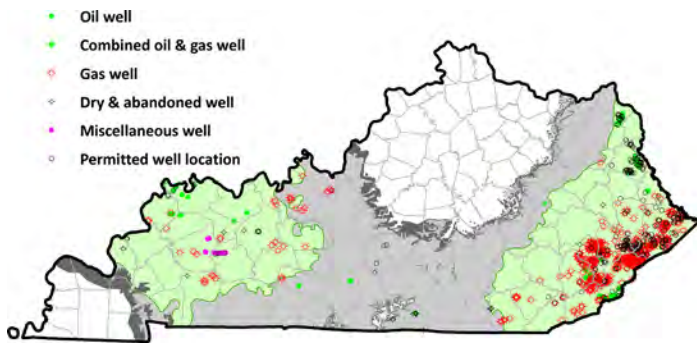 Oil well
Combined oil & gas well
Gas well
Dry & abandoned well
Miscellaneous well
Permitted well location